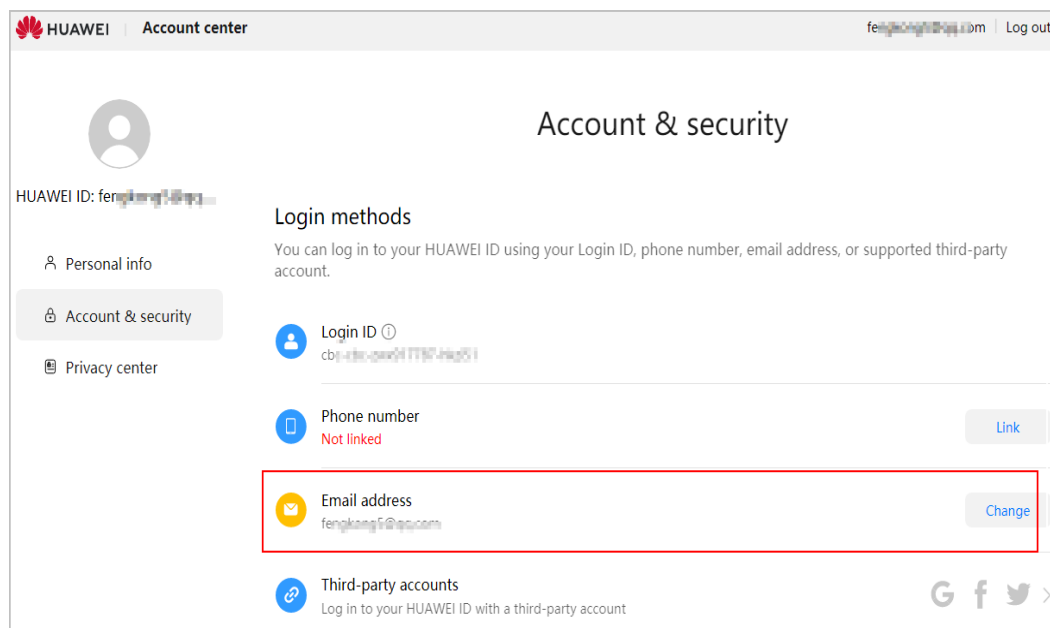 HUAWEI
Account center
Log out
Account & security
HUAWEI ID:
Login methods
You can log in to your HUAWEI ID using your Login ID, phone number, email address, or supported third-party
account.
Personal info
Account & security
Privacy center
Login ID
Phone number
Not linked
Link
Email address
Change
Third-party accounts
Log in to your HUAWEI ID with a third-party account